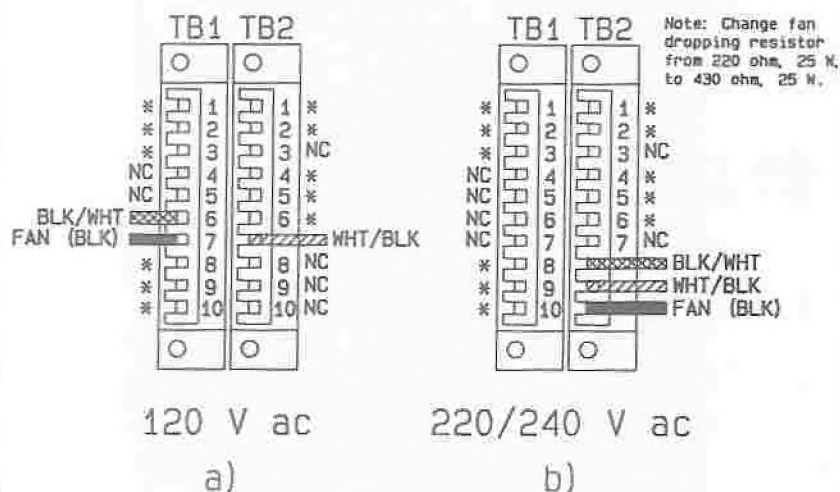 TB1 TB2
* 1 1 *
* 2 2 *
* 3 3 NC
NC 4 4 *
NC 5 5 *
BLK/WHT 6 6 *
FAN (BLK) 7 WHT/BLK
* 8 8 NC
* 9 9 NC
* 10 10 NC
120 V ac
a)
TB1 TB2
* 1 1 *
* 2 2 *
* 3 3 NC
NC 4 4 *
NC 5 5 *
NC 6 6 *
NC 7 7 NC
* 8 BLK/WHT
* 9 WHT/BLK
* 10 FAN (BLK)
220/240 V ac
b)
Note: Change fan
dropping resistor
from 220 ohm, 25 W,
to 430 ohm, 25 W.